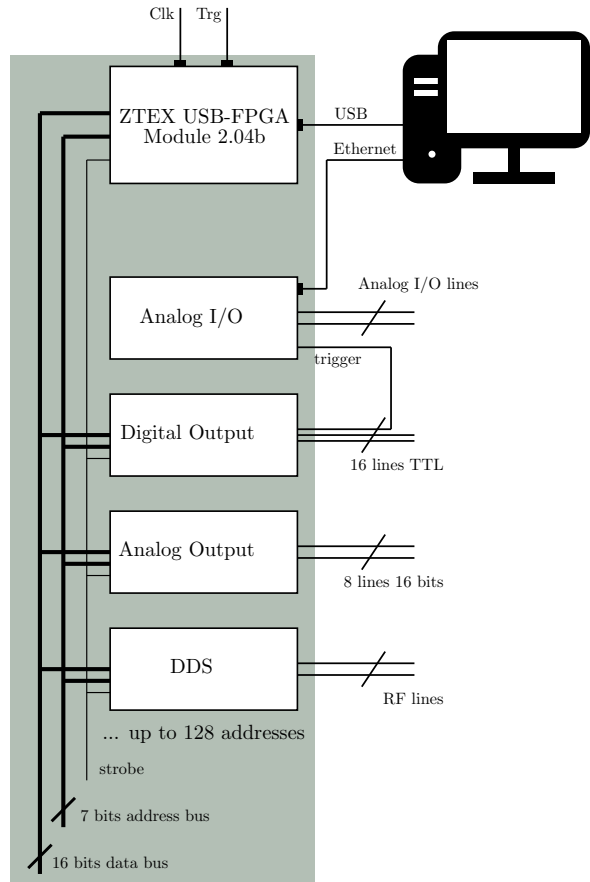 Clk Trg
ZTEX USB-FPGA
Module 2.04b
USB
Ethernet
Analog I/O lines
Analog I/O
trigger
Digital Output
16 lines TTL
Analog Output
8 lines 16 bits
DDS
RF lines
... up to 128 addresses
strobe
7 bits address bus
16 bits data bus